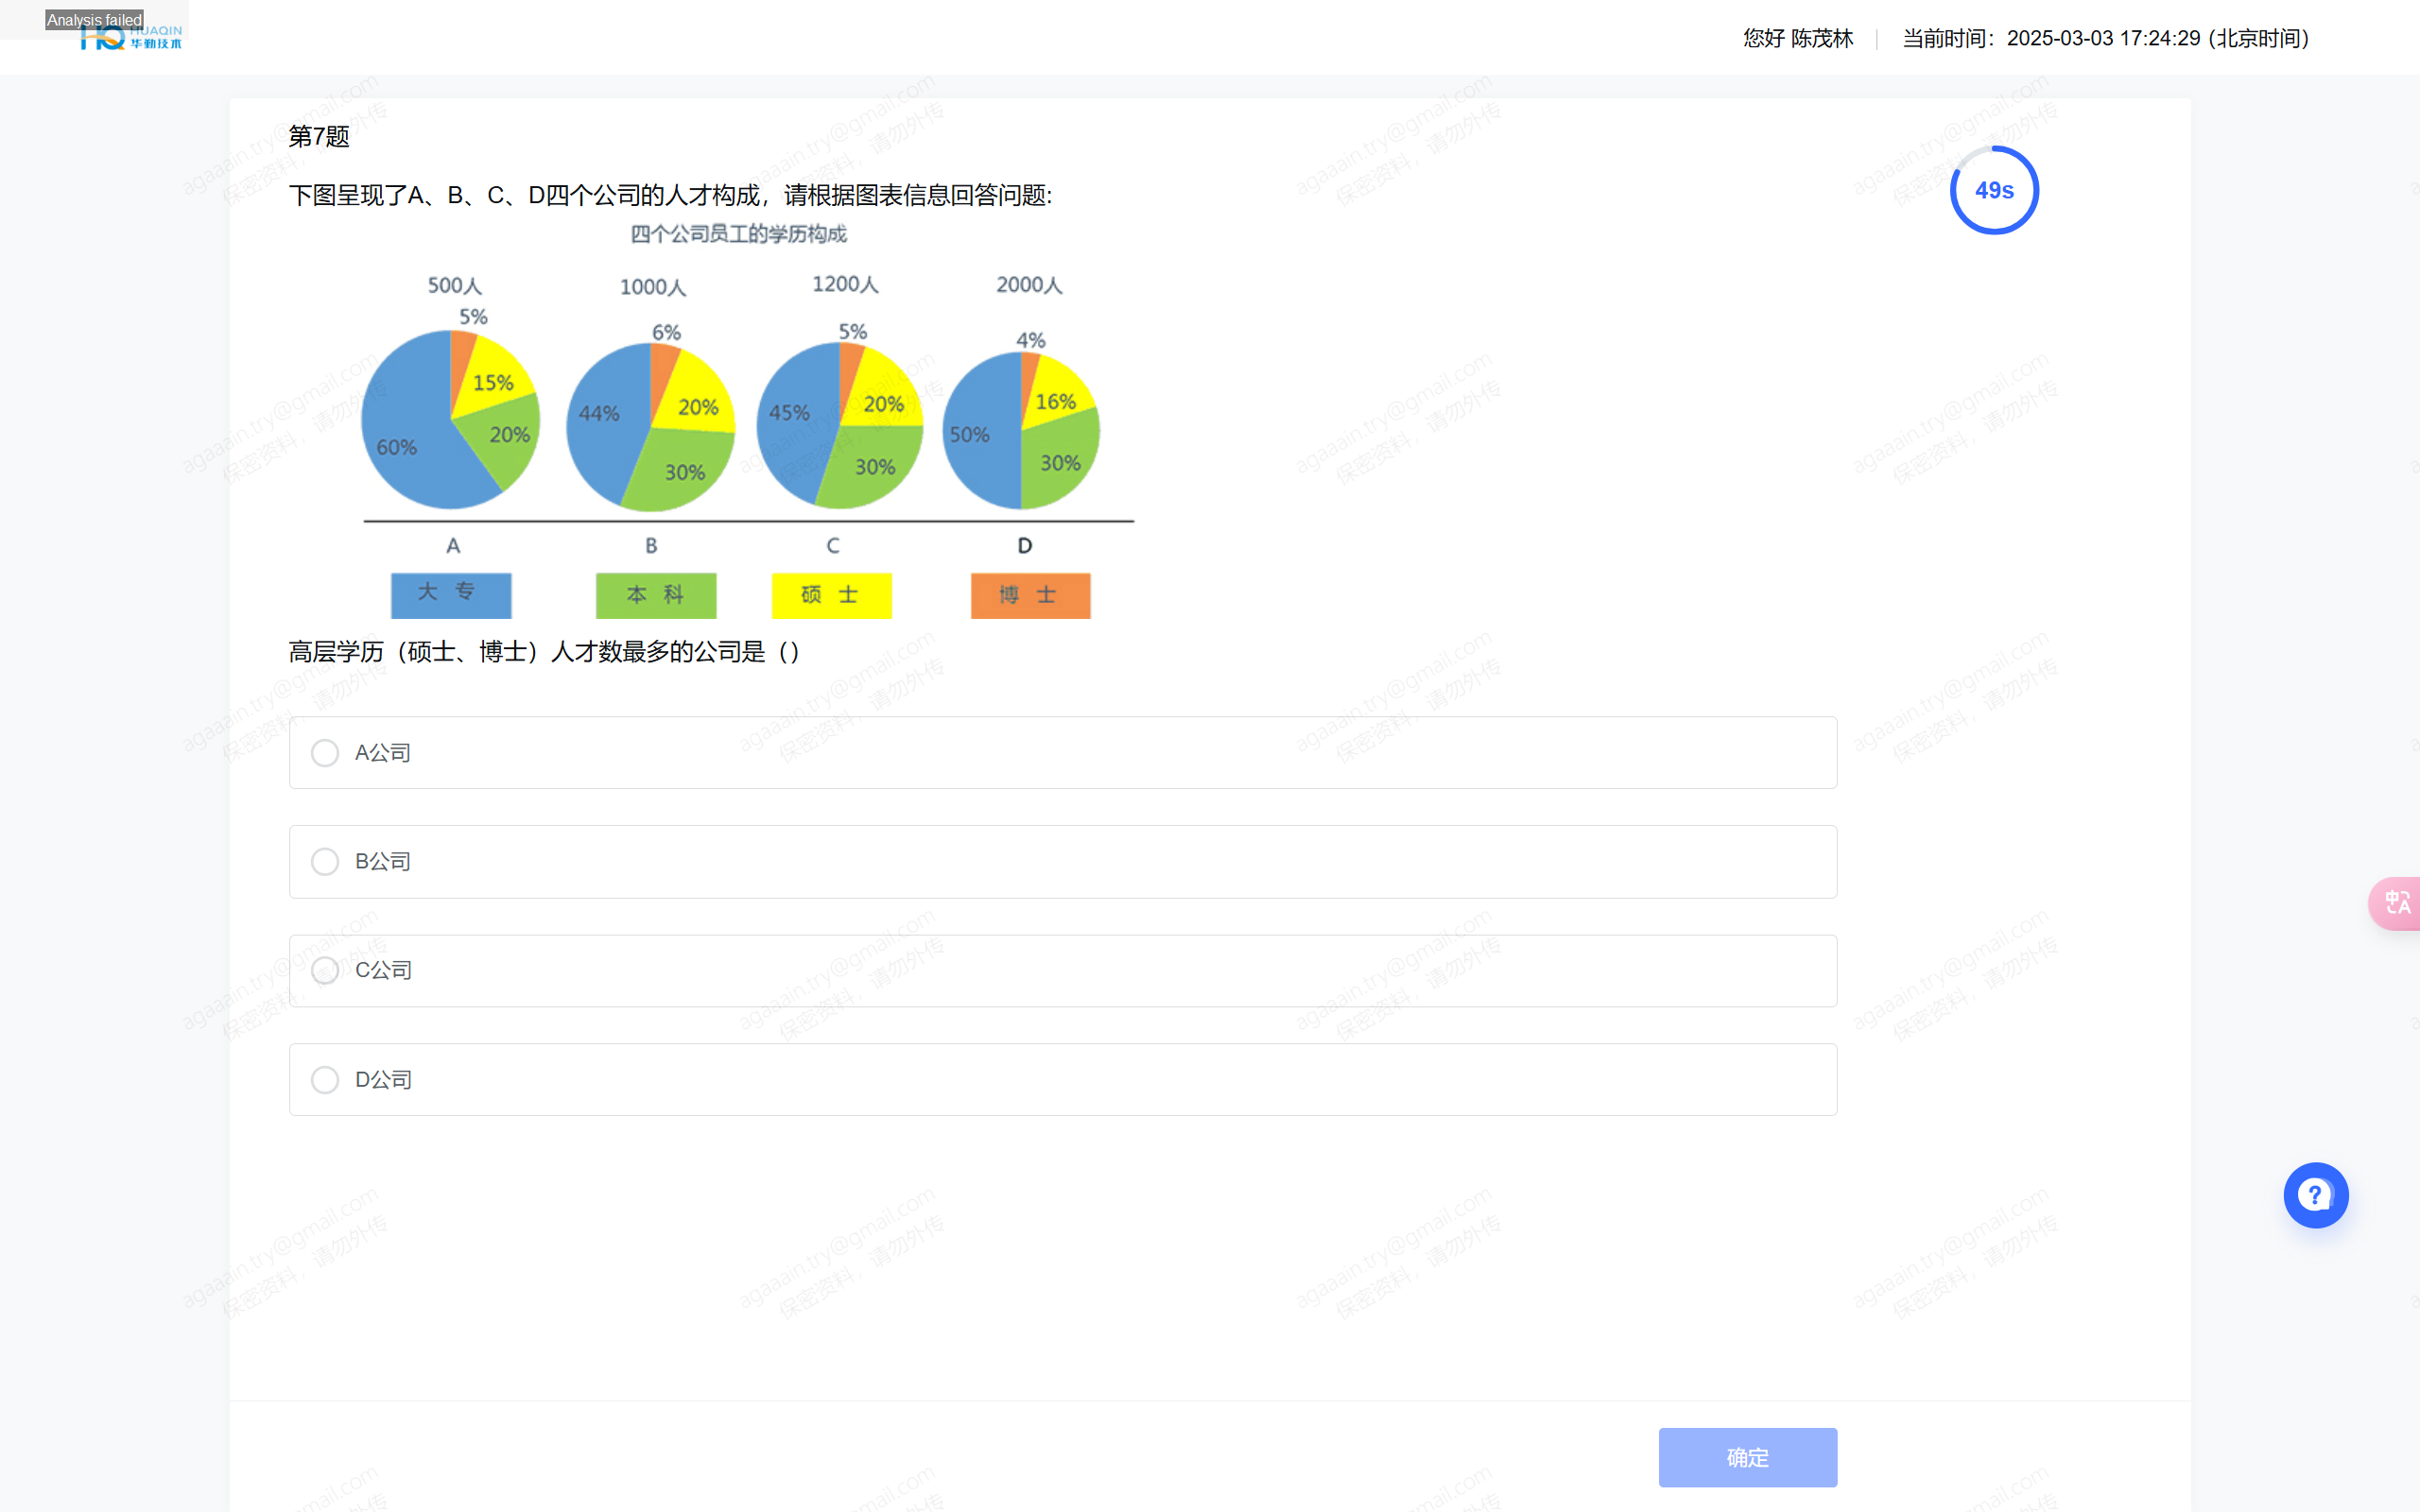 Analysis failed
HUAQIN
华勤技术
您好 陈茂林
当前时间：2025-03-03 17:24:29 (北京时间)
第7题
49s
下图呈现了A、B、C、D四个公司的人才构成，请根据图表信息回答问题:
四个公司员工的学历构成
500人 1000人 1200人 2000人
5% 6% 5% 4%
15% 20% 20% 16%
60% 44% 45% 50%
20% 30% 30% 30%
A B C D
大 专 本 科 硕 士 博 士
高层学历（硕士、博士）人才数最多的公司是（）
A公司
B公司
C公司
D公司
确定
agaaain.try@gmail.com
保密资料，请勿外传